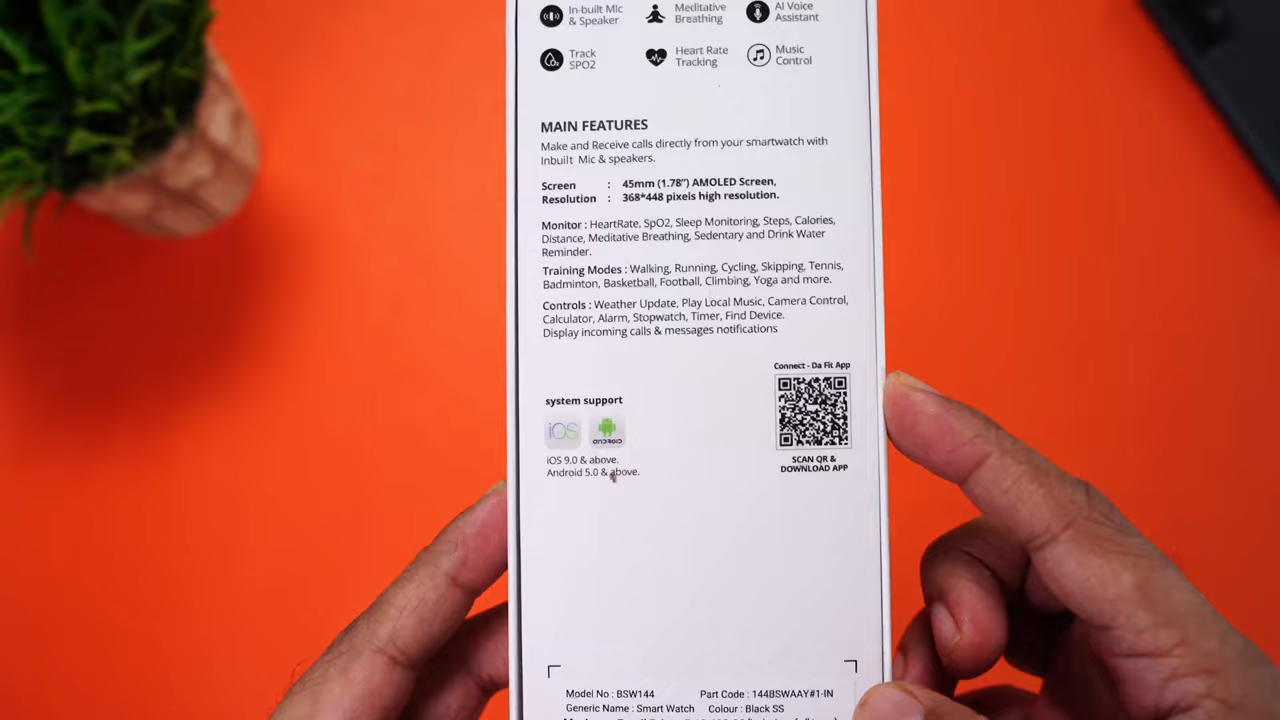 In-built Mic
& Speaker
Meditative
Breathing
AI Voice
Assistant
Track
SPO2
Heart Rate
Tracking
Music
Control
MAIN FEATURES
Make and Receive calls directly from your smartwatch with
Inbuilt Mic & speakers.
Screen : 45mm (1.78") AMOLED Screen,
Resolution : 368*448 pixels high resolution.
Monitor : HeartRate, SpO2, Sleep Monitoring, Steps, Calories,
Distance, Meditative Breathing, Sedentary and Drink Water
Reminder.
Training Modes : Walking, Running, Cycling, Skipping, Tennis,
Badminton, Basketball, Football, Climbing, Yoga and more.
Controls : Weather Update, Play Local Music, Camera Control,
Calculator, Alarm, Stopwatch, Timer, Find Device.
Display incoming calls & messages notifications
Connect - Da Fit App
SCAN QR &
DOWNLOAD APP
system support
iOS
android
iOS 9.0 & above.
Android 5.0 & above.
Model No : BSW144 Part Code : 144BSWAAY#1-IN
Generic Name : Smart Watch Colour : Black SS